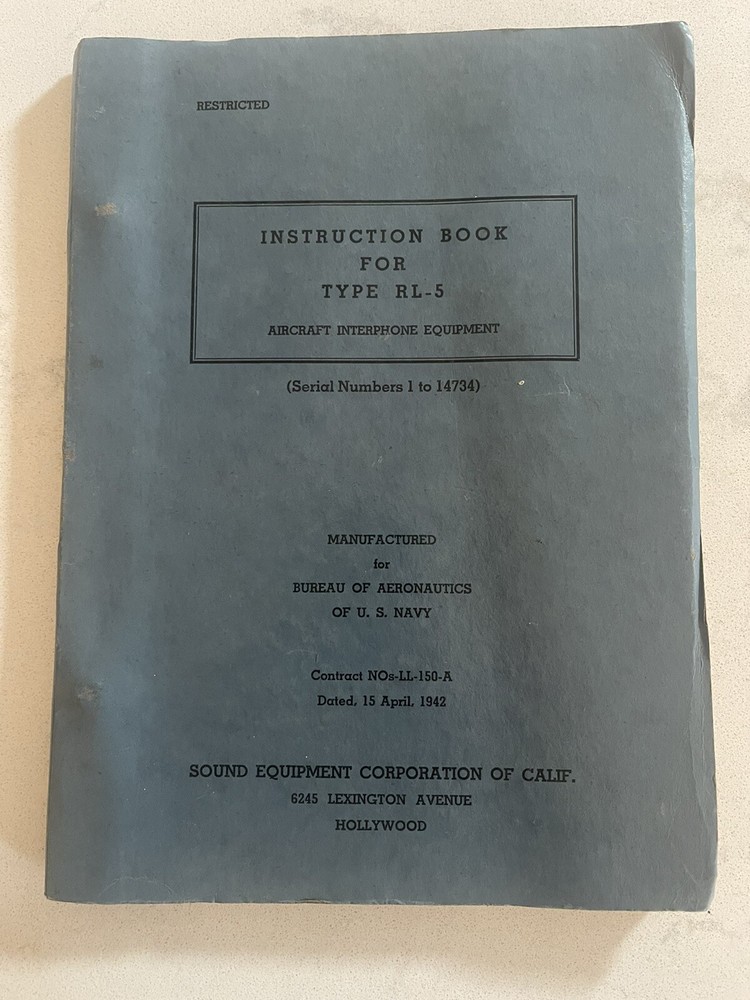 RESTRICTED
INSTRUCTION BOOK
FOR
TYPE RL-5
AIRCRAFT INTERPHONE EQUIPMENT
(Serial Numbers 1 to 14734)
MANUFACTURED
for
BUREAU OF AERONAUTICS
OF U. S. NAVY
Contract NOs-LL-150-A
Dated, 15 April, 1942
SOUND EQUIPMENT CORPORATION OF CALIF.
6245 LEXINGTON AVENUE
HOLLYWOOD